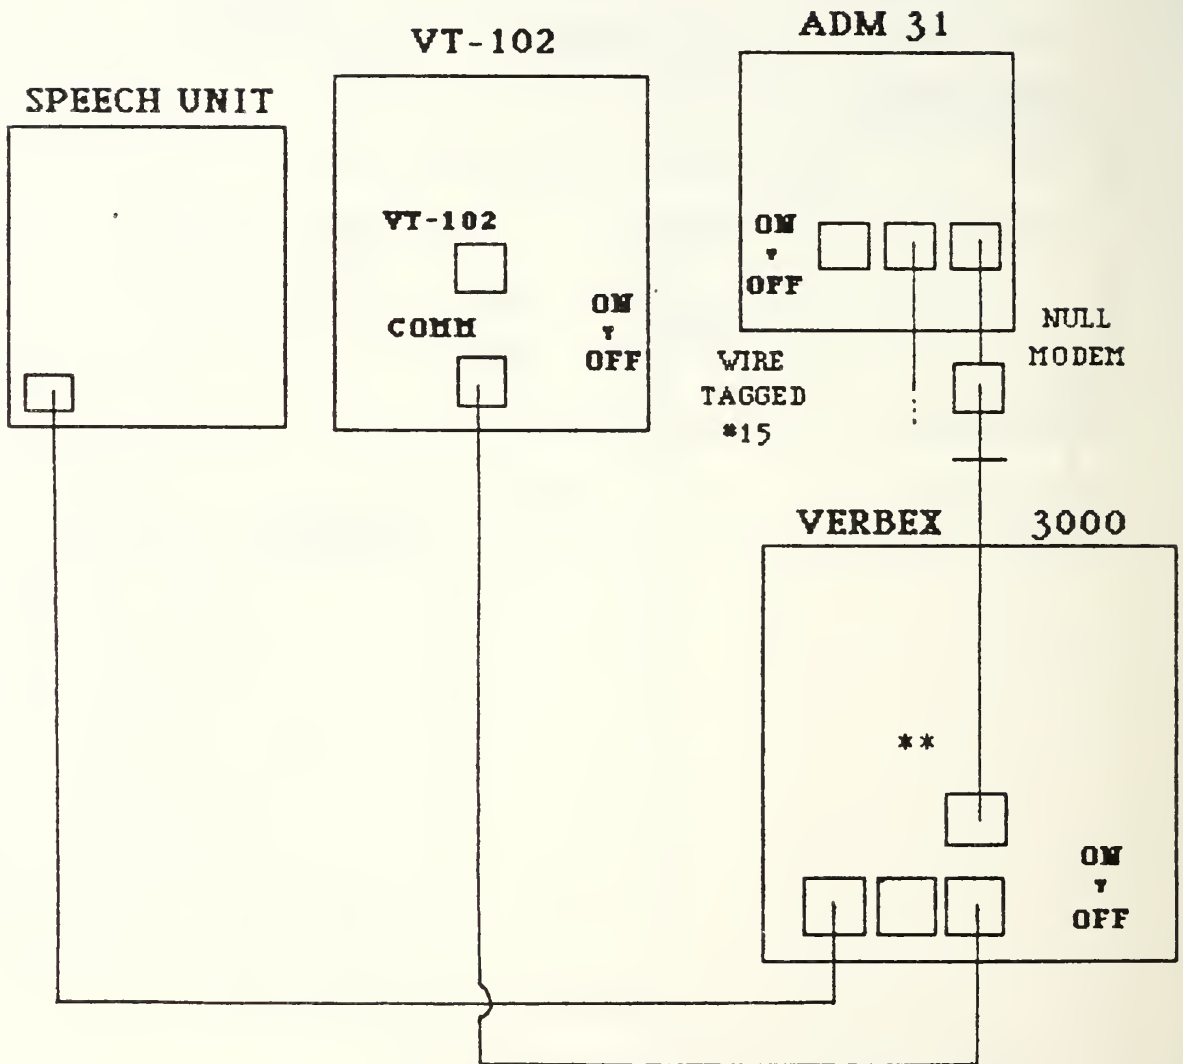 ADM 31
VT-102
SPEECH UNIT
VT-102
COMM
ON
OFF
ON
OFF
WIRE
TAGGED
#15
NULL
MODEM
VERBEX 3000
**
ON
OFF